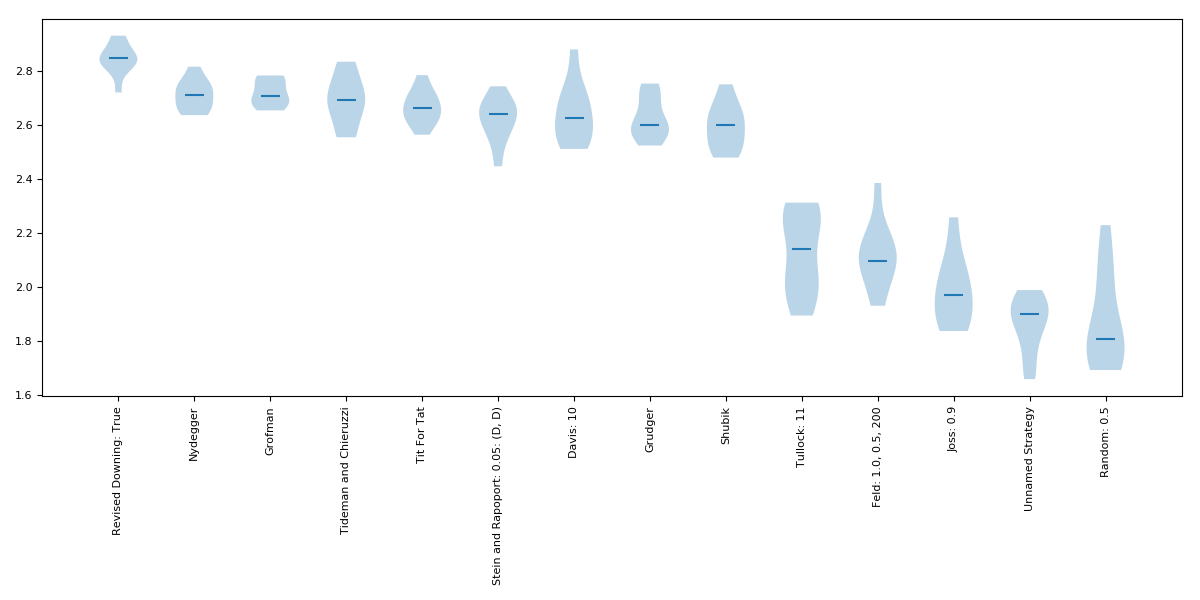 2.8
2.6
2.4
2.2
2.0
1.8
1.6
Revised Downing: True
Nydegger
Grofman
Tideman and Chieruzzi
Tit For Tat
Stein and Rapoport: 0.05: (D, D)
Davis: 10
Grudger
Shubik
Tullock: 11
Feld: 1.0, 0.5, 200
Joss: 0.9
Unnamed Strategy
Random: 0.5